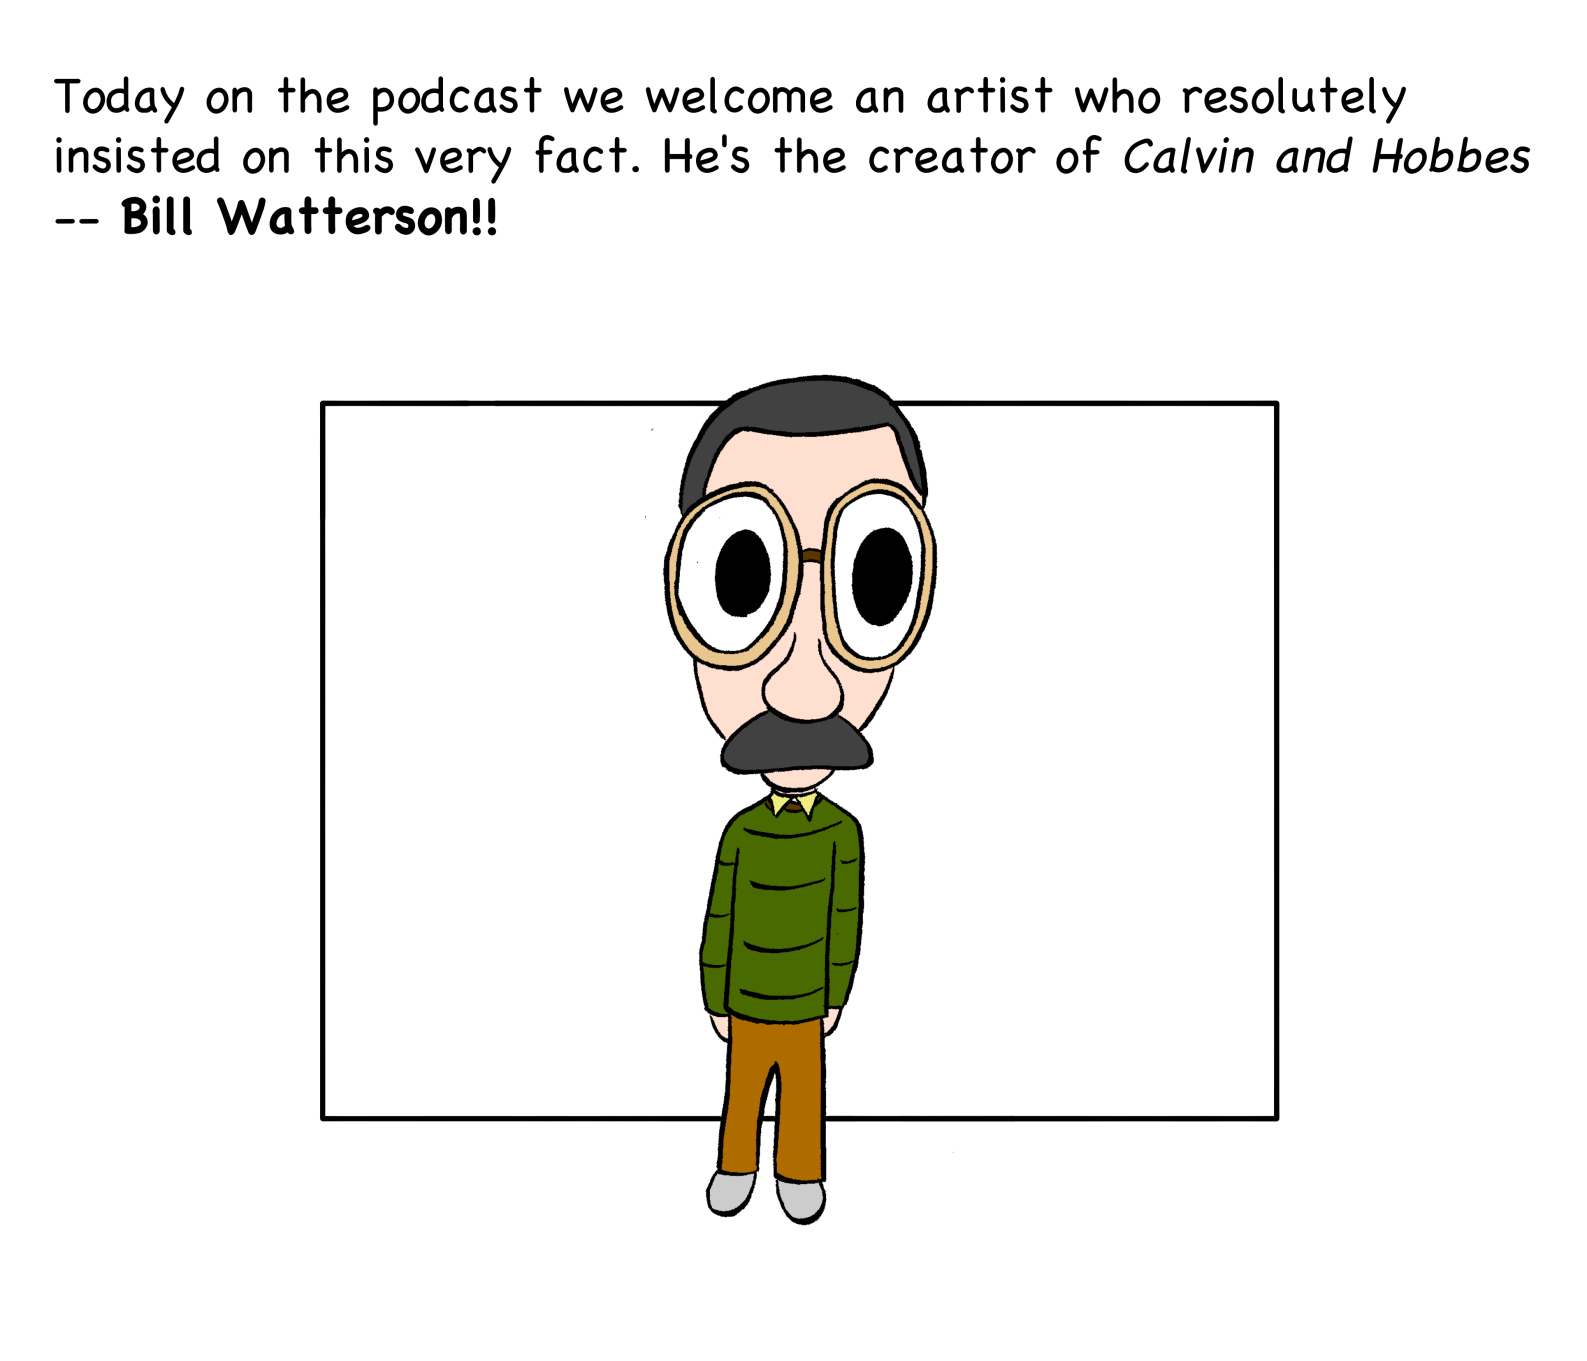 Today on the podcast we welcome an artist who resolutely
insisted on this very fact. He's the creator of Calvin and Hobbes
-- Bill Watterson!!